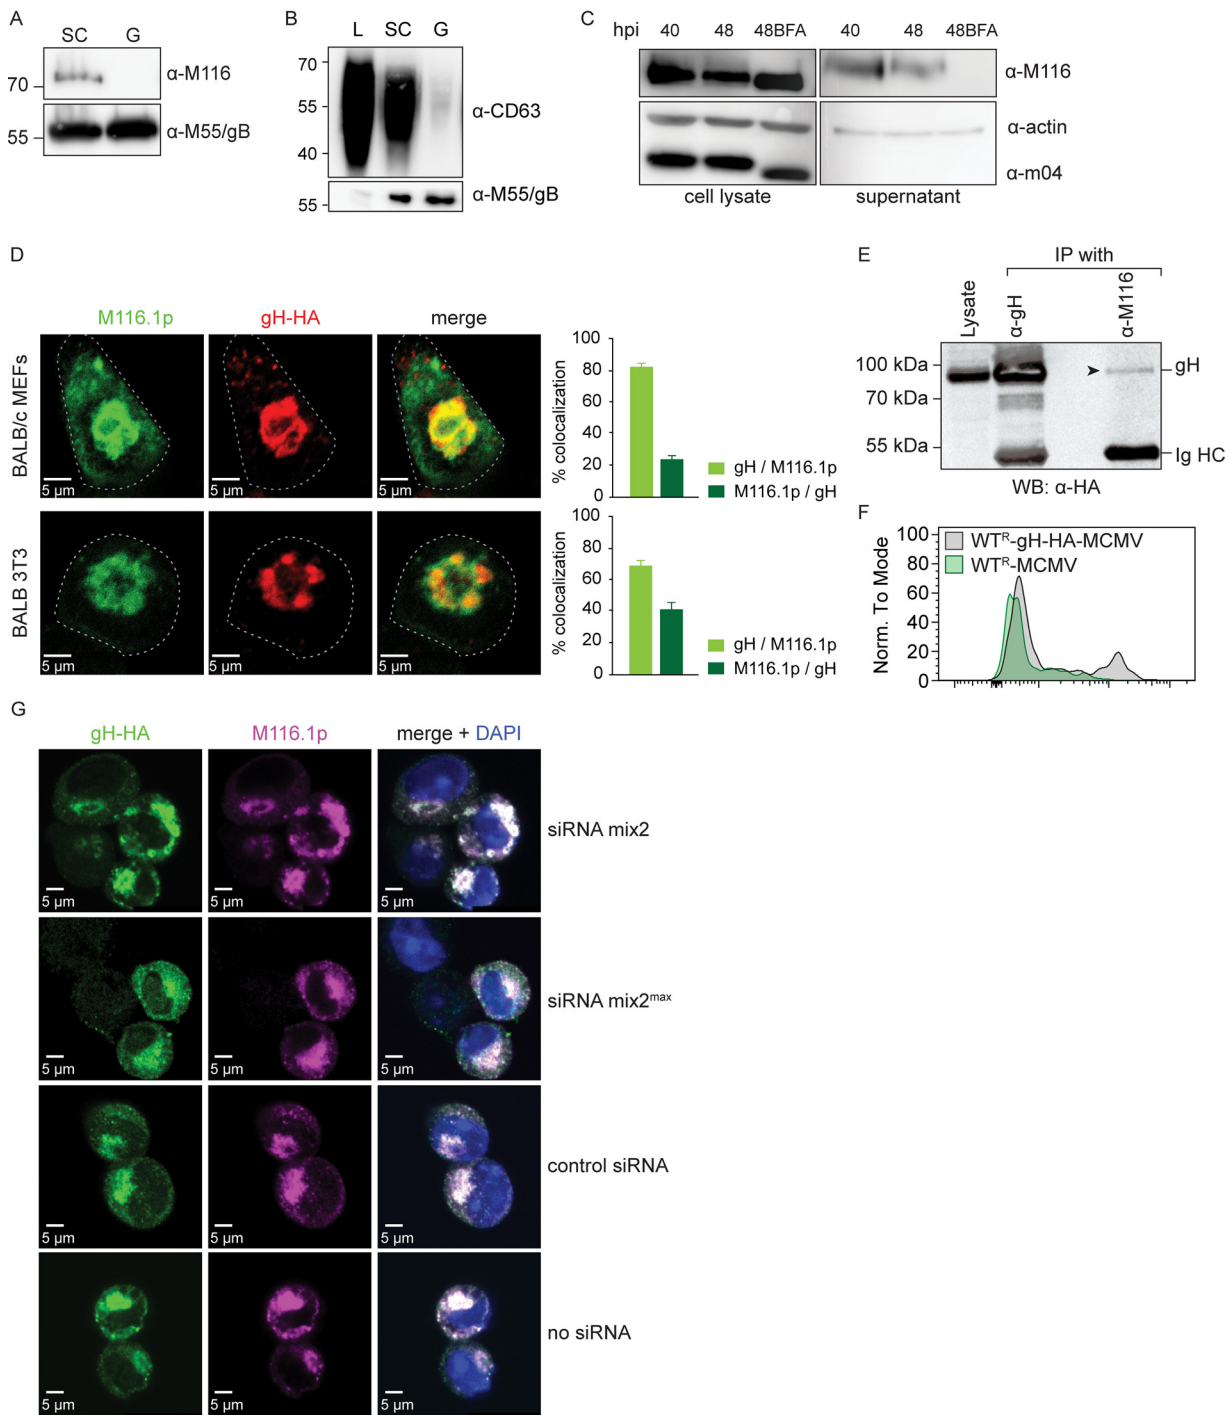 A
SC G
70
α-M116
55
α-M55/gB
B
L SC G
70
55
40
α-CD63
55
α-M55/gB
C
hpi 40 48 48BFA 40 48 48BFA
α-M116
α-actin
α-m04
cell lysate supernatant
D
M116.1p gH-HA merge
BALB/c MEFs
5 µm 5 µm 5 µm
% colocalization
100
80
60
40
20
0
gH / M116.1p
M116.1p / gH
BALB 3T3
5 µm 5 µm 5 µm
% colocalization
100
80
60
40
20
0
gH / M116.1p
M116.1p / gH
E
IP with
Lysate α-gH α-M116
100 kDa
70 kDa
55 kDa
gH
Ig HC
WB: α-HA
F
Norm. To Mode
100
80
60
40
20
0
WTᴿ-gH-HA-MCMV
WTᴿ-MCMV
G
gH-HA M116.1p merge + DAPI
5 µm 5 µm 5 µm
siRNA mix2
5 µm 5 µm 5 µm
siRNA mix2ᵐᵃˣ
5 µm 5 µm 5 µm
control siRNA
5 µm 5 µm 5 µm
no siRNA